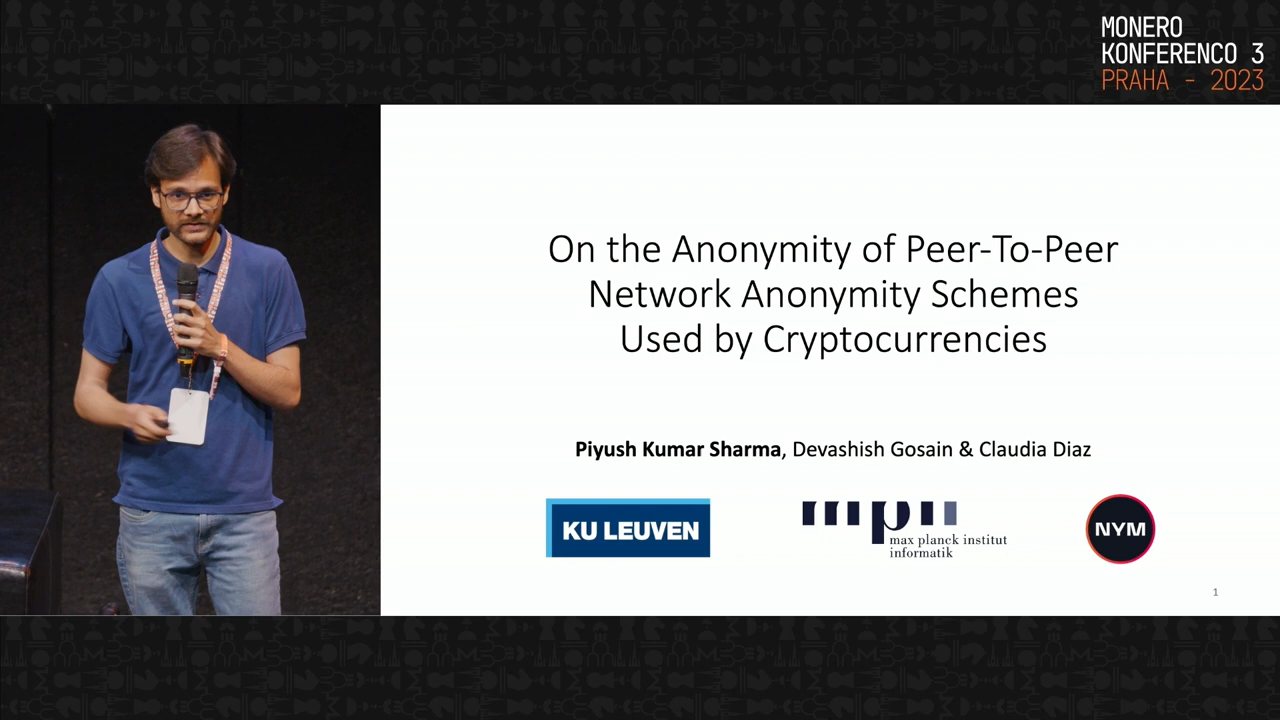 MONERO
KONFERENCO 3
PRAHA - 2023
On the Anonymity of Peer-To-Peer
Network Anonymity Schemes
Used by Cryptocurrencies
Piyush Kumar Sharma, Devashish Gosain & Claudia Diaz
KU LEUVEN
mpii
max planck institut
informatik
NYM
1